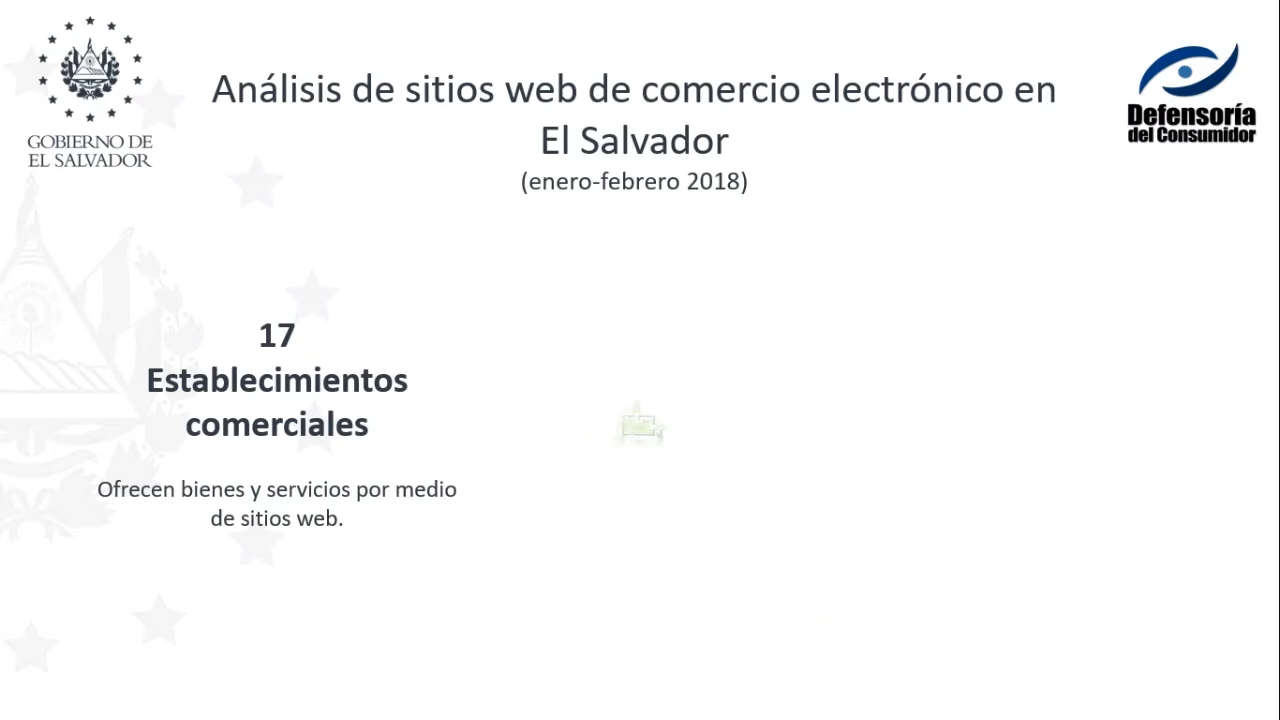 GOBIERNO DE
EL SALVADOR
Análisis de sitios web de comercio electrónico en
El Salvador
(enero-febrero 2018)
Defensoría
del Consumidor
17
Establecimientos
comerciales
Ofrecen bienes y servicios por medio
de sitios web.